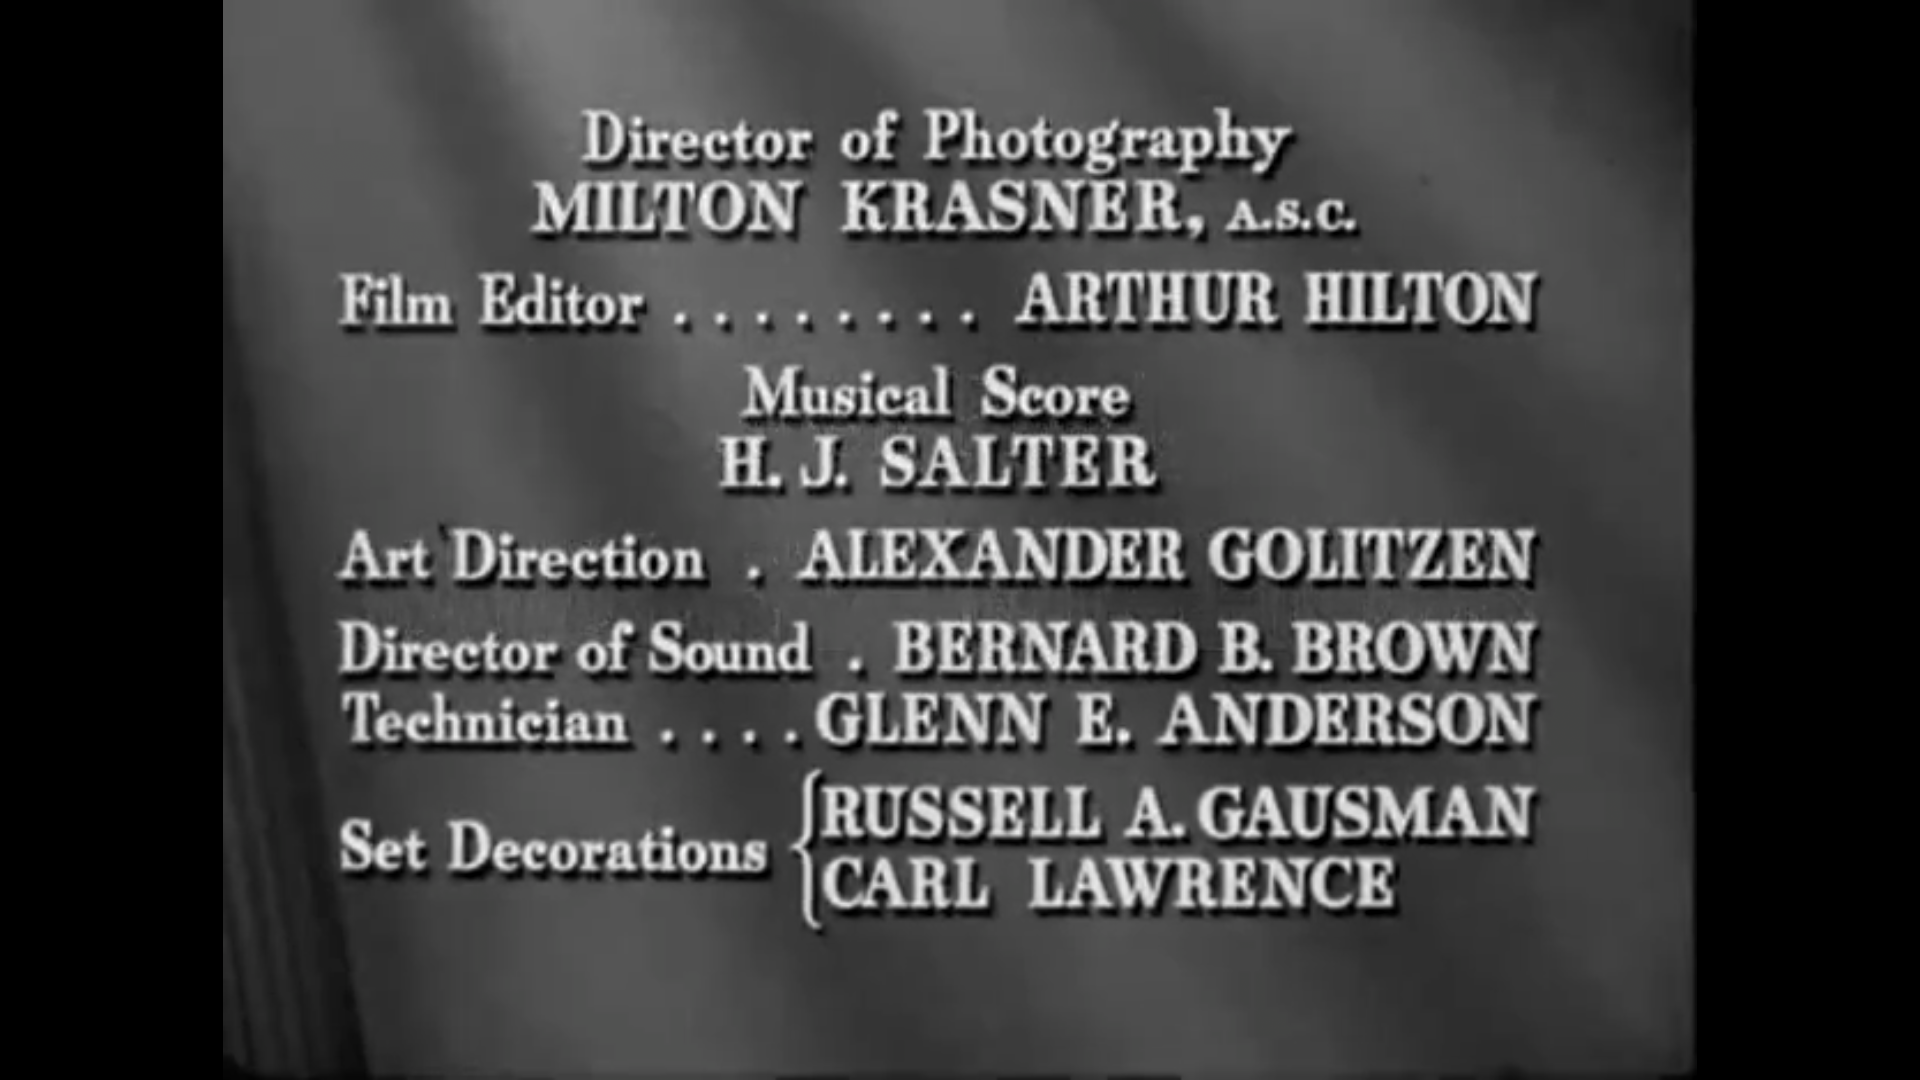 Director of Photography
MILTON KRASNER, A.S.C.
Film Editor ........ ARTHUR HILTON
Musical Score
H. J. SALTER
Art Direction . ALEXANDER GOLITZEN
Director of Sound . BERNARD B. BROWN
Technician .... GLENN E. ANDERSON
Set Decorations { RUSSELL A. GAUSMAN
CARL LAWRENCE